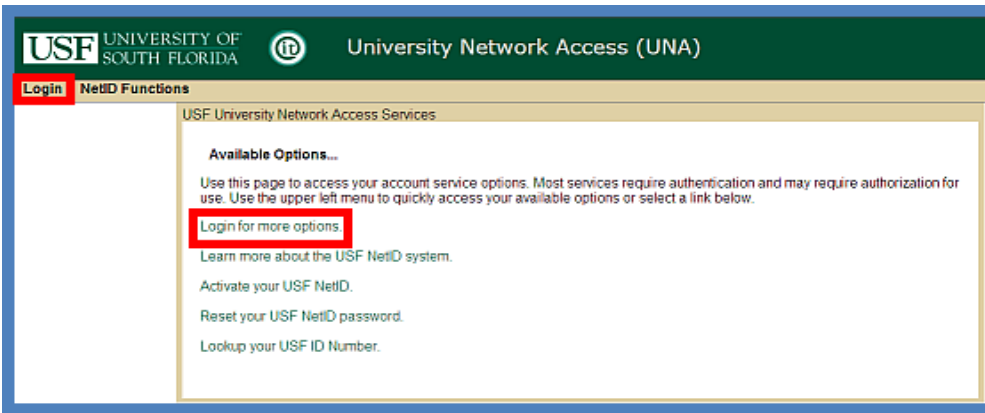 USF UNIVERSITY OF
SOUTH FLORIDA
it
University Network Access (UNA)
Login NetID Functions
USF University Network Access Services
Available Options...
Use this page to access your account service options. Most services require authentication and may require authorization for
use. Use the upper left menu to quickly access your available options or select a link below.
Login for more options.
Learn more about the USF NetID system.
Activate your USF NetID.
Reset your USF NetID password.
Lookup your USF ID Number.